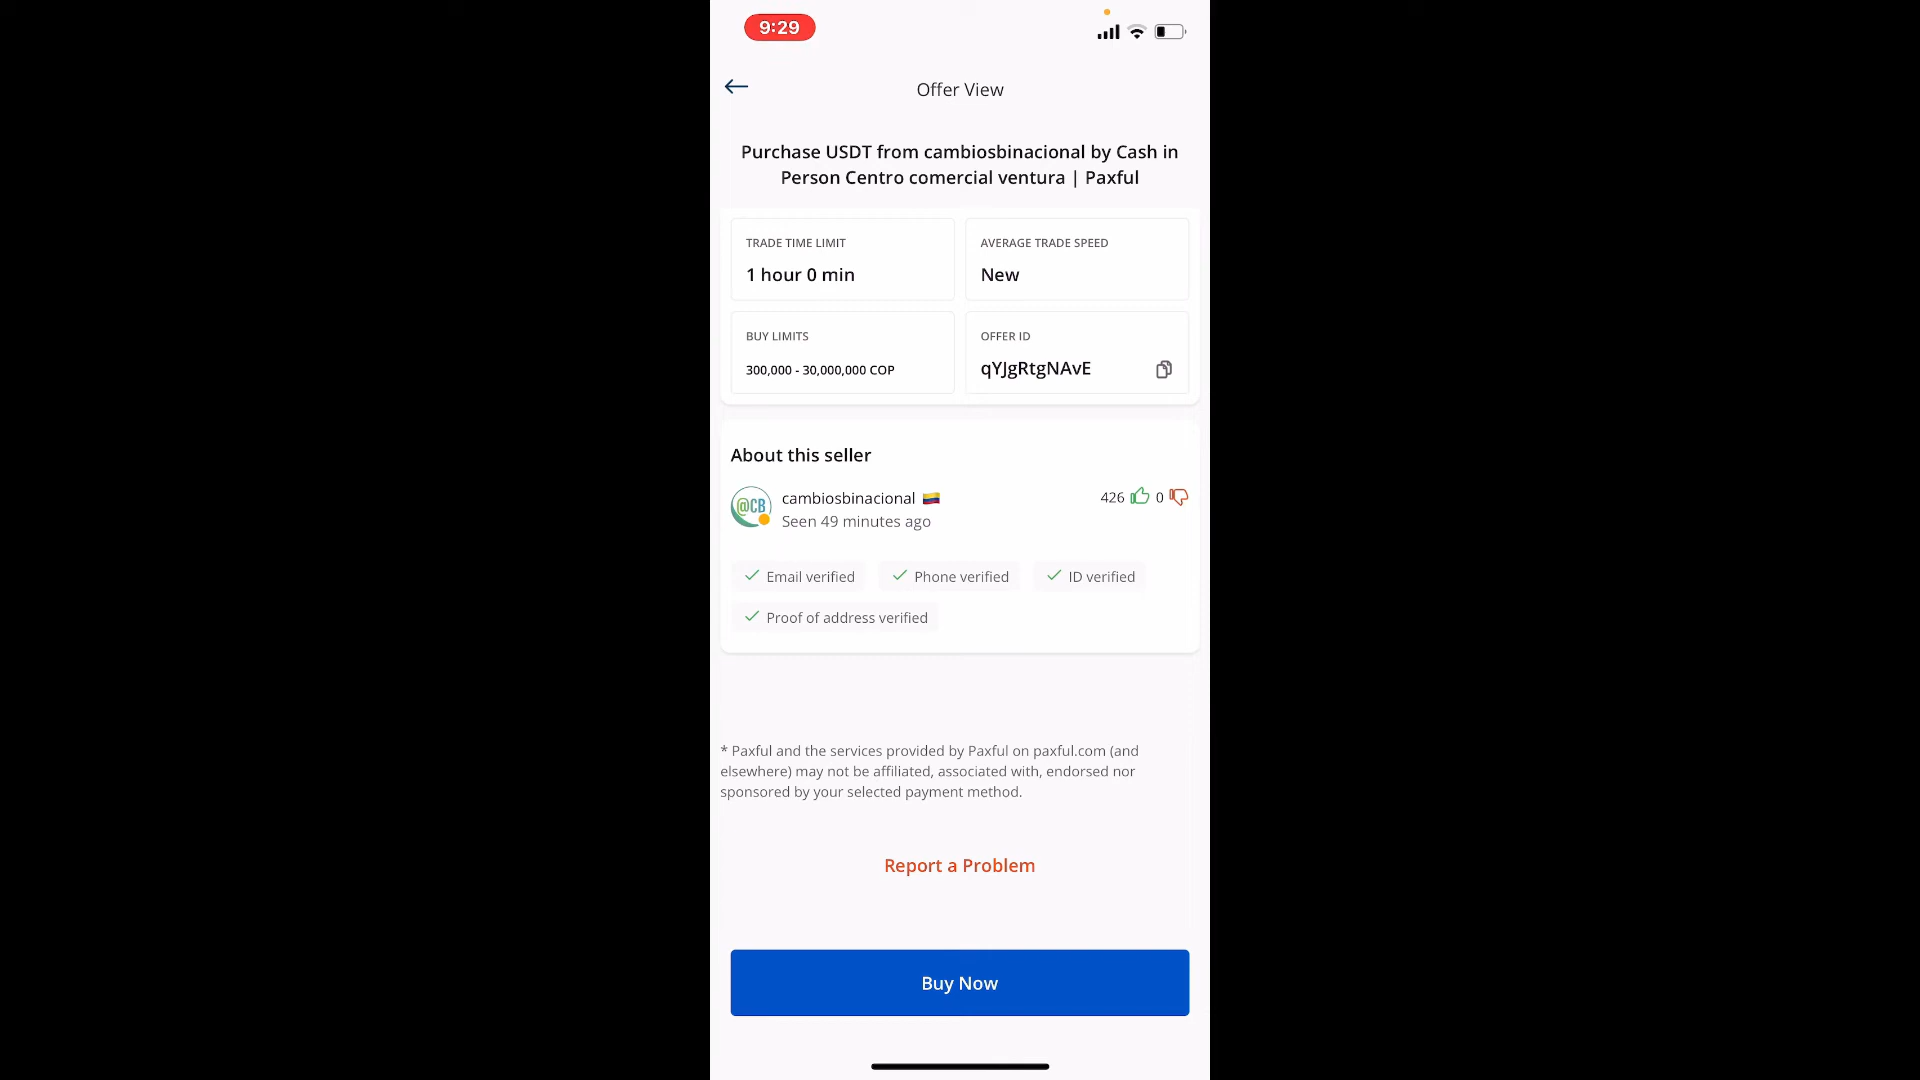 9:29
Offer View
Purchase USDT from cambiosbinacional by Cash in
Person Centro comercial ventura | Paxful
TRADE TIME LIMIT
1 hour 0 min
AVERAGE TRADE SPEED
New
BUY LIMITS
300,000 - 30,000,000 COP
OFFER ID
qYJgRtgNAvE
About this seller
@CB
cambiosbinacional
Seen 49 minutes ago
426
0
Email verified
Phone verified
ID verified
Proof of address verified
* Paxful and the services provided by Paxful on paxful.com (and
elsewhere) may not be affiliated, associated with, endorsed nor
sponsored by your selected payment method.
Report a Problem
Buy Now